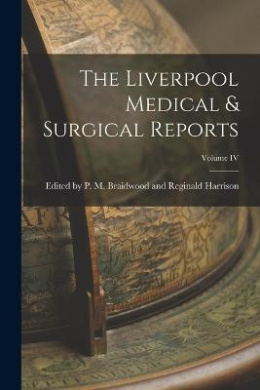 The Liverpool
Medical & 
Surgical Reports
Volume IV
Edited by P. M. Braidwood and Reginald Harrison